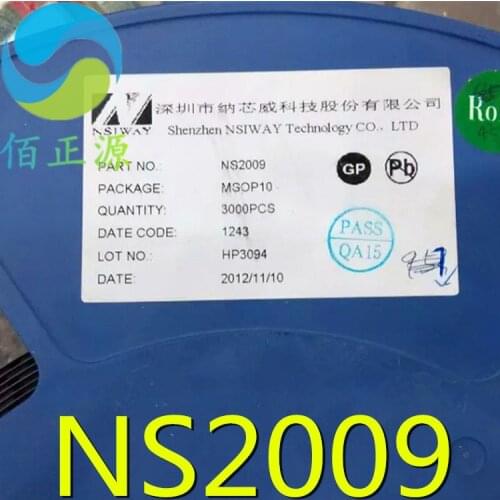 深圳市纳芯威科技股份有限公司
NSIWAY
Shenzhen NSIWAY Technology CO., LTD
佰正源
PART NO.: NS2009
GP
Pb
PACKAGE: MSOP10
QUANTITY: 3000PCS
DATE CODE: 1243
PASS
QA15
LOT NO.: HP3094
DATE: 2012/11/10
Ro
NS2009